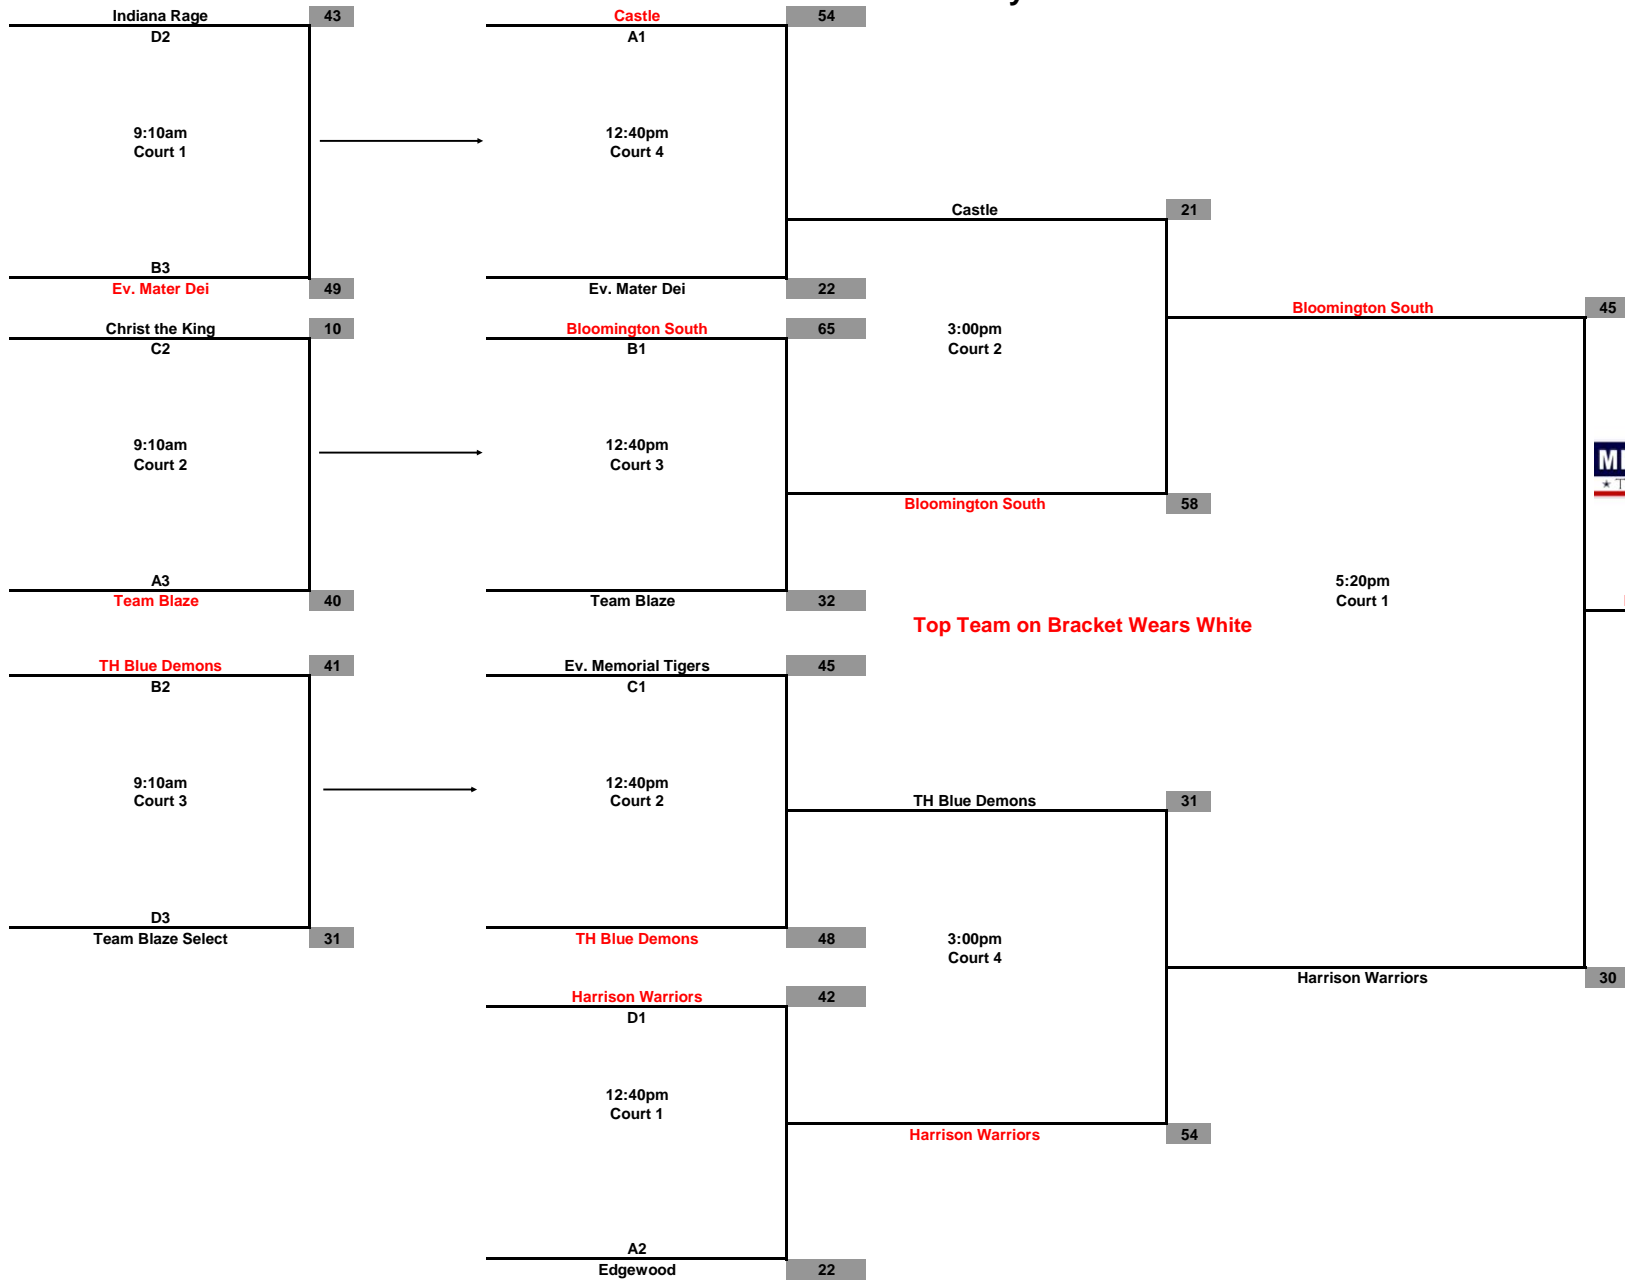 Indiana Rage 43
D2
9:10am
Court 1
B3
Ev. Mater Dei 49
Christ the King 10
C2
9:10am
Court 2
A3
Team Blaze 40
TH Blue Demons 41
B2
9:10am
Court 3
D3
Team Blaze Select 31
Castle 54
A1
12:40pm
Court 4
Ev. Mater Dei 22
Bloomington South 65
B1
12:40pm
Court 3
Team Blaze 32
Ev. Memorial Tigers 45
C1
12:40pm
Court 2
TH Blue Demons 48
Harrison Warriors 42
D1
12:40pm
Court 1
A2
Edgewood 22
Castle 21
3:00pm
Court 2
Bloomington South 58
Top Team on Bracket Wears White
TH Blue Demons 31
3:00pm
Court 4
Harrison Warriors 54
Bloomington South 45
5:20pm
Court 1
Harrison Warriors 30